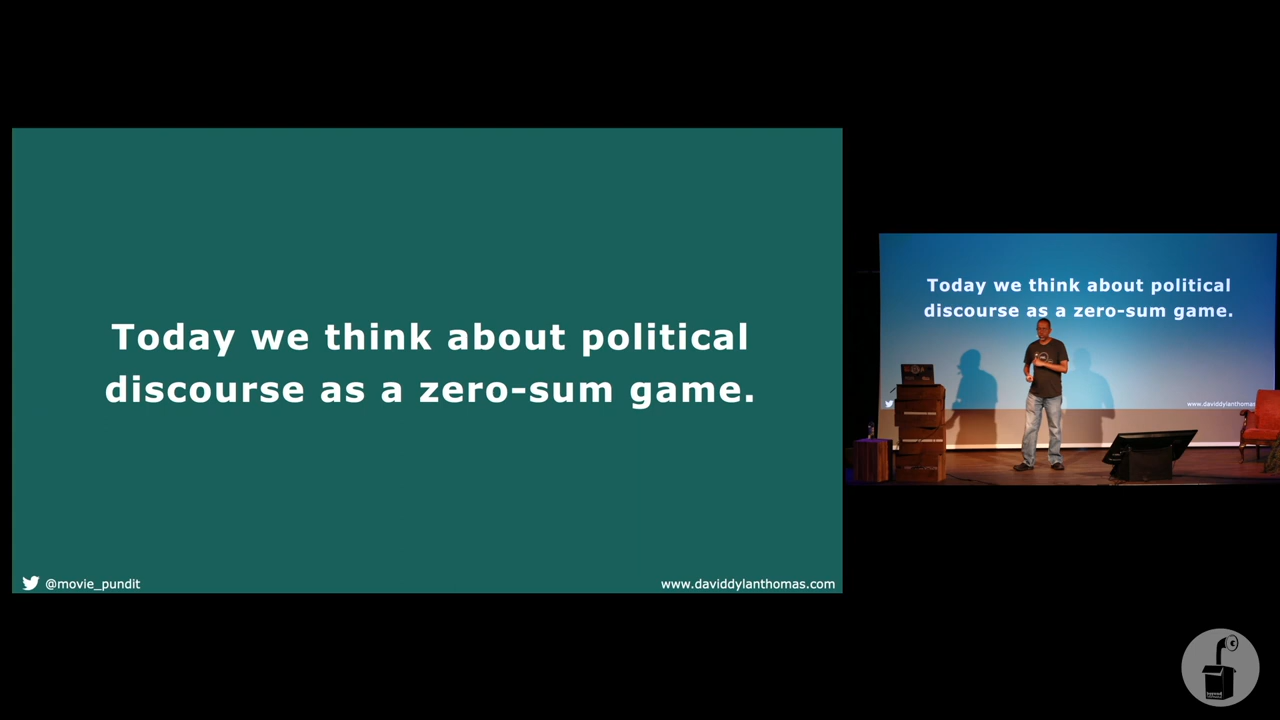 Today we think about political
discourse as a zero-sum game.
@movie_pundit
www.daviddylanthomas.com
Today we think about political
discourse as a zero-sum game.
www.daviddylanthomas